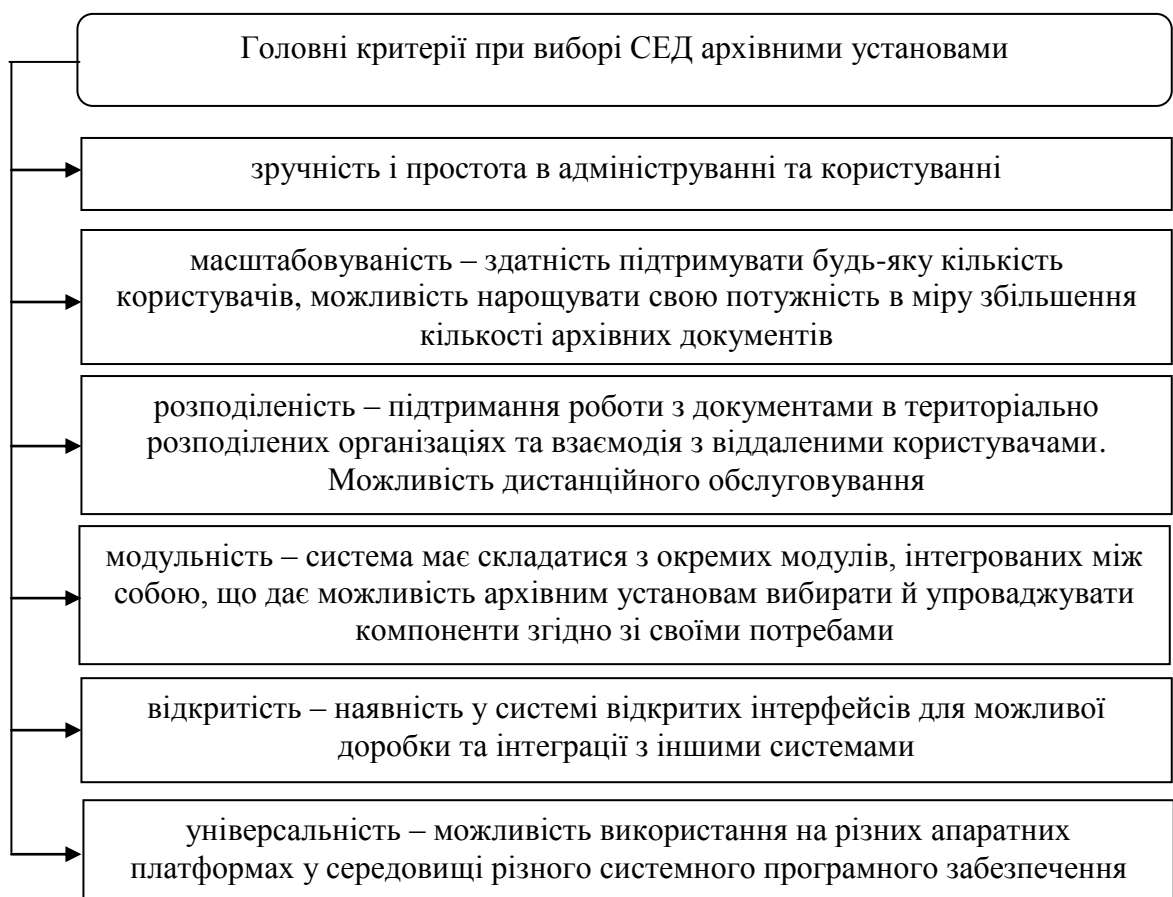 Головні критерії при виборі СЕД архівними установами
зручність і простота в адмініструванні та користуванні
масштабовуваність – здатність підтримувати будь-яку кількість
користувачів, можливість нарощувати свою потужність в міру збільшення
кількості архівних документів
розподіленість – підтримання роботи з документами в територіально
розподілених організаціях та взаємодія з віддаленими користувачами.
Можливість дистанційного обслуговування
модульність – система має складатися з окремих модулів, інтегрованих між
собою, що дає можливість архівним установам вибирати й упроваджувати
компоненти згідно зі своїми потребами
відкритість – наявність у системі відкритих інтерфейсів для можливої
доробки та інтеграції з іншими системами
універсальність – можливість використання на різних апаратних
платформах у середовищі різного системного програмного забезпечення